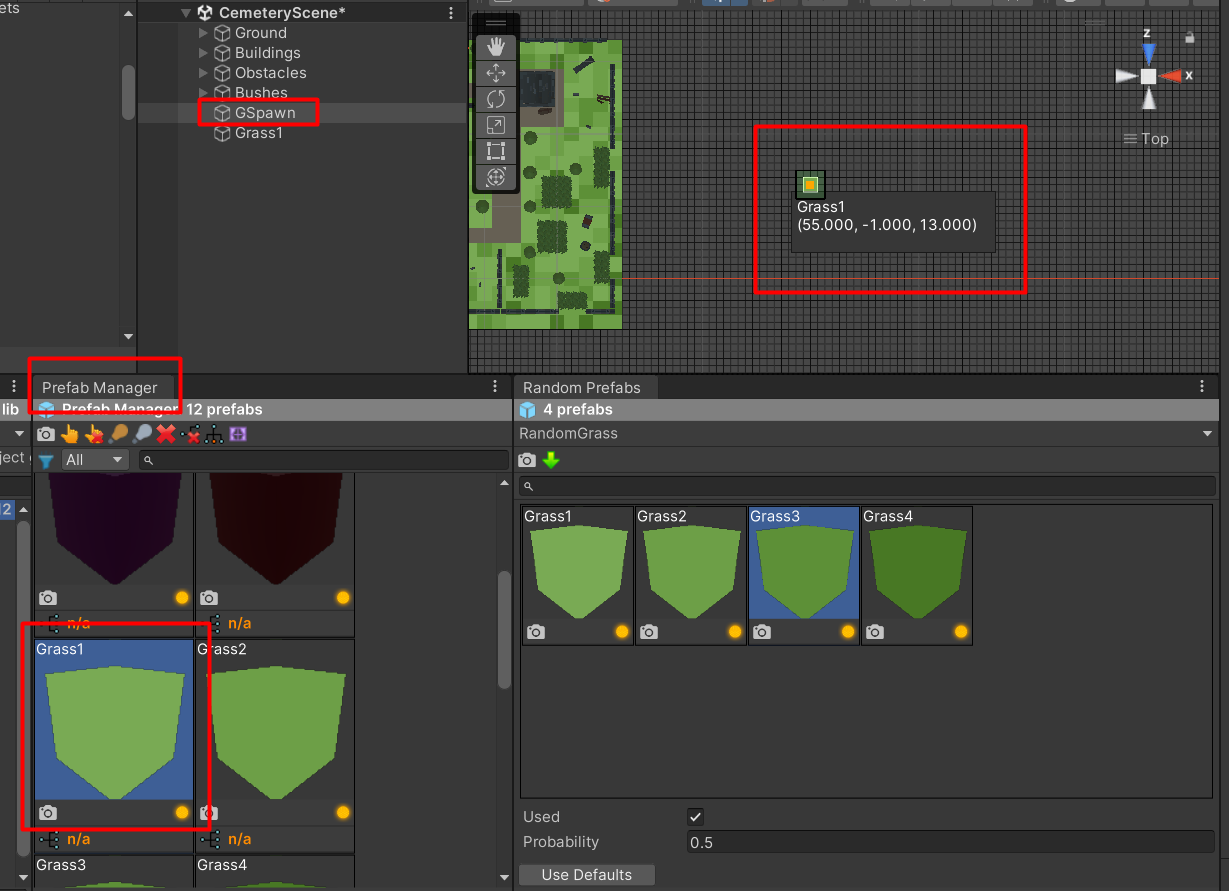 ets
CemeteryScene*
Ground
Buildings
Obstacles
Bushes
GSpawn
Grass1
z
x
Top
Grass1
(55.000, -1.000, 13.000)
Prefab Manager
lib
Prefab Manager 12 prefabs
All
ject
12
n/a
n/a
Grass1
Grass2
n/a
n/a
Grass3
Grass4
Random Prefabs
4 prefabs
RandomGrass
Grass1
Grass2
Grass3
Grass4
Used
Probability
0.5
Use Defaults